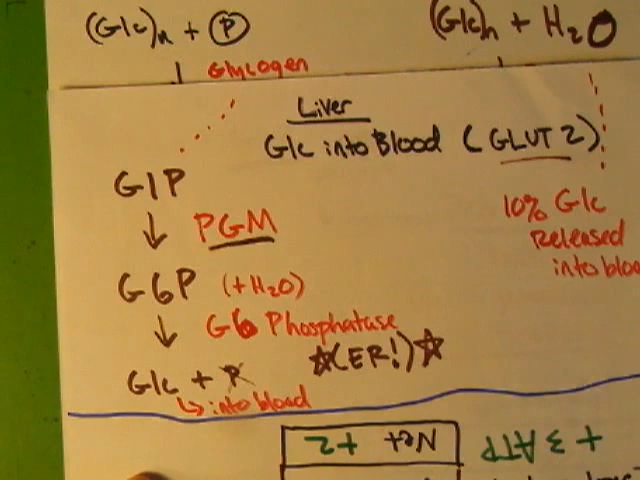 (Glc)n + P
(Glc)n + H2O
Glycogen
Liver
Glc into Blood (GLUT 2)
G1P
PGM
10% Glc
Released
into bloo
G6P (+H2O)
G6 Phosphatase
☆(ER!)☆
Glc + P
↳ into blood
Net +2
+ 3 ATP